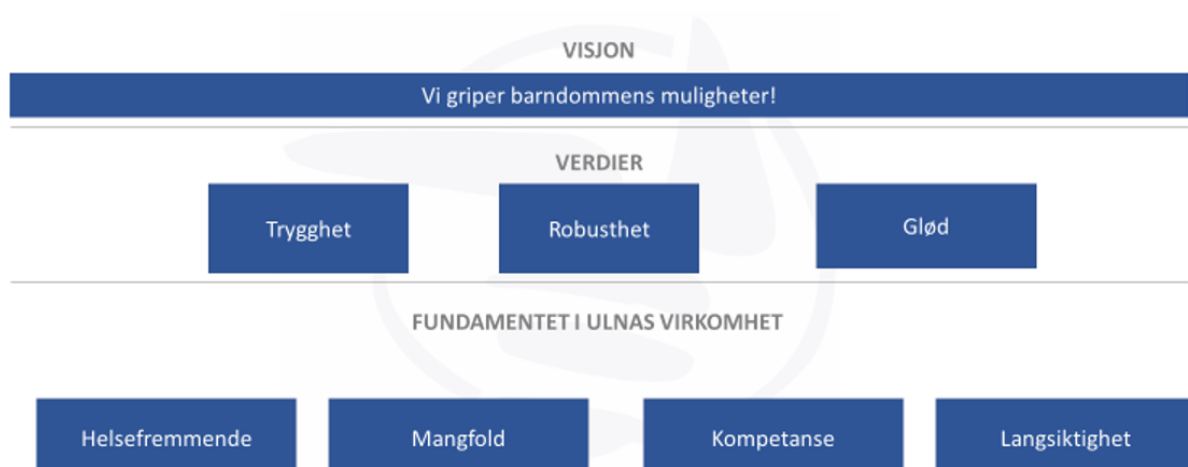 VISJON
Vi griper barndommens muligheter!
VERDIER
Trygghet
Robusthet
Glød
FUNDAMENTET I ULNAS VIRKOMHET
Helsefremmende
Mangfold
Kompetanse
Langsiktighet